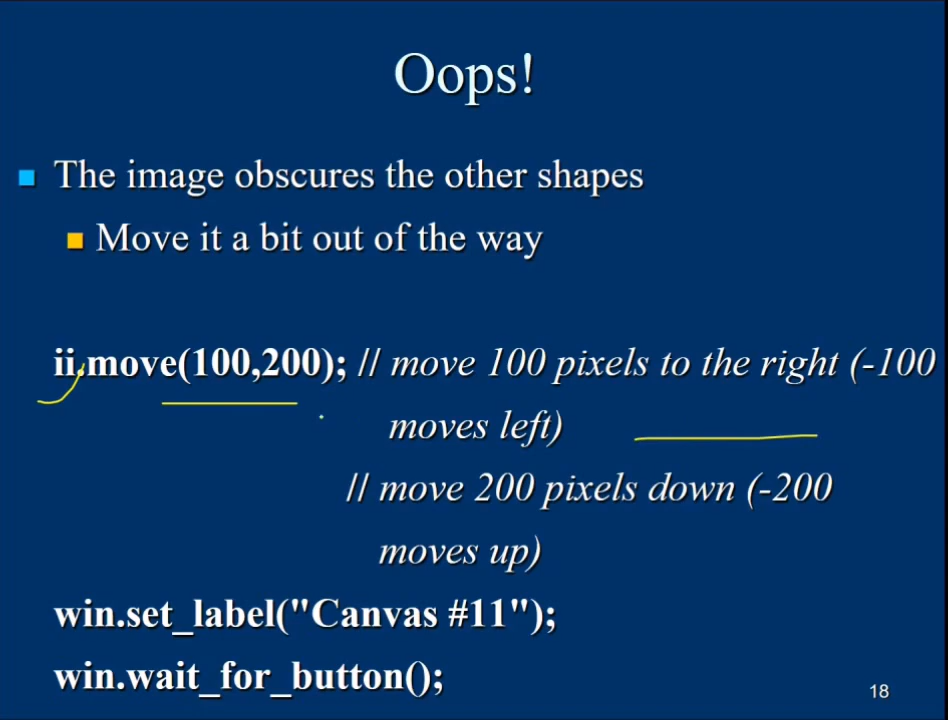 Oops!
The image obscures the other shapes
Move it a bit out of the way
ii.move(100,200); // move 100 pixels to the right (-100
moves left)
// move 200 pixels down (-200
moves up)
win.set_label("Canvas #11");
win.wait_for_button();
18